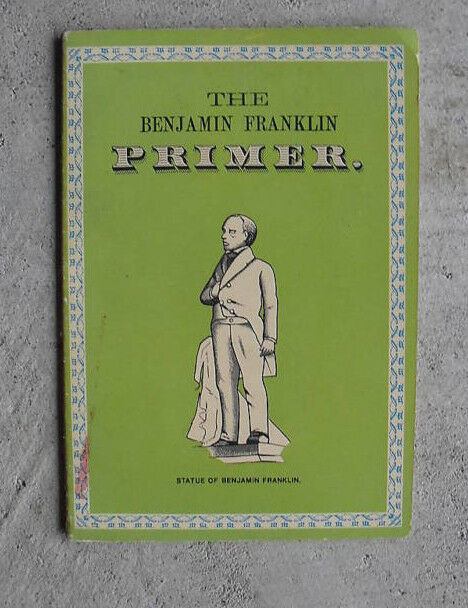 THE
BENJAMIN FRANKLIN
PRIMER.
STATUE OF BENJAMIN FRANKLIN.